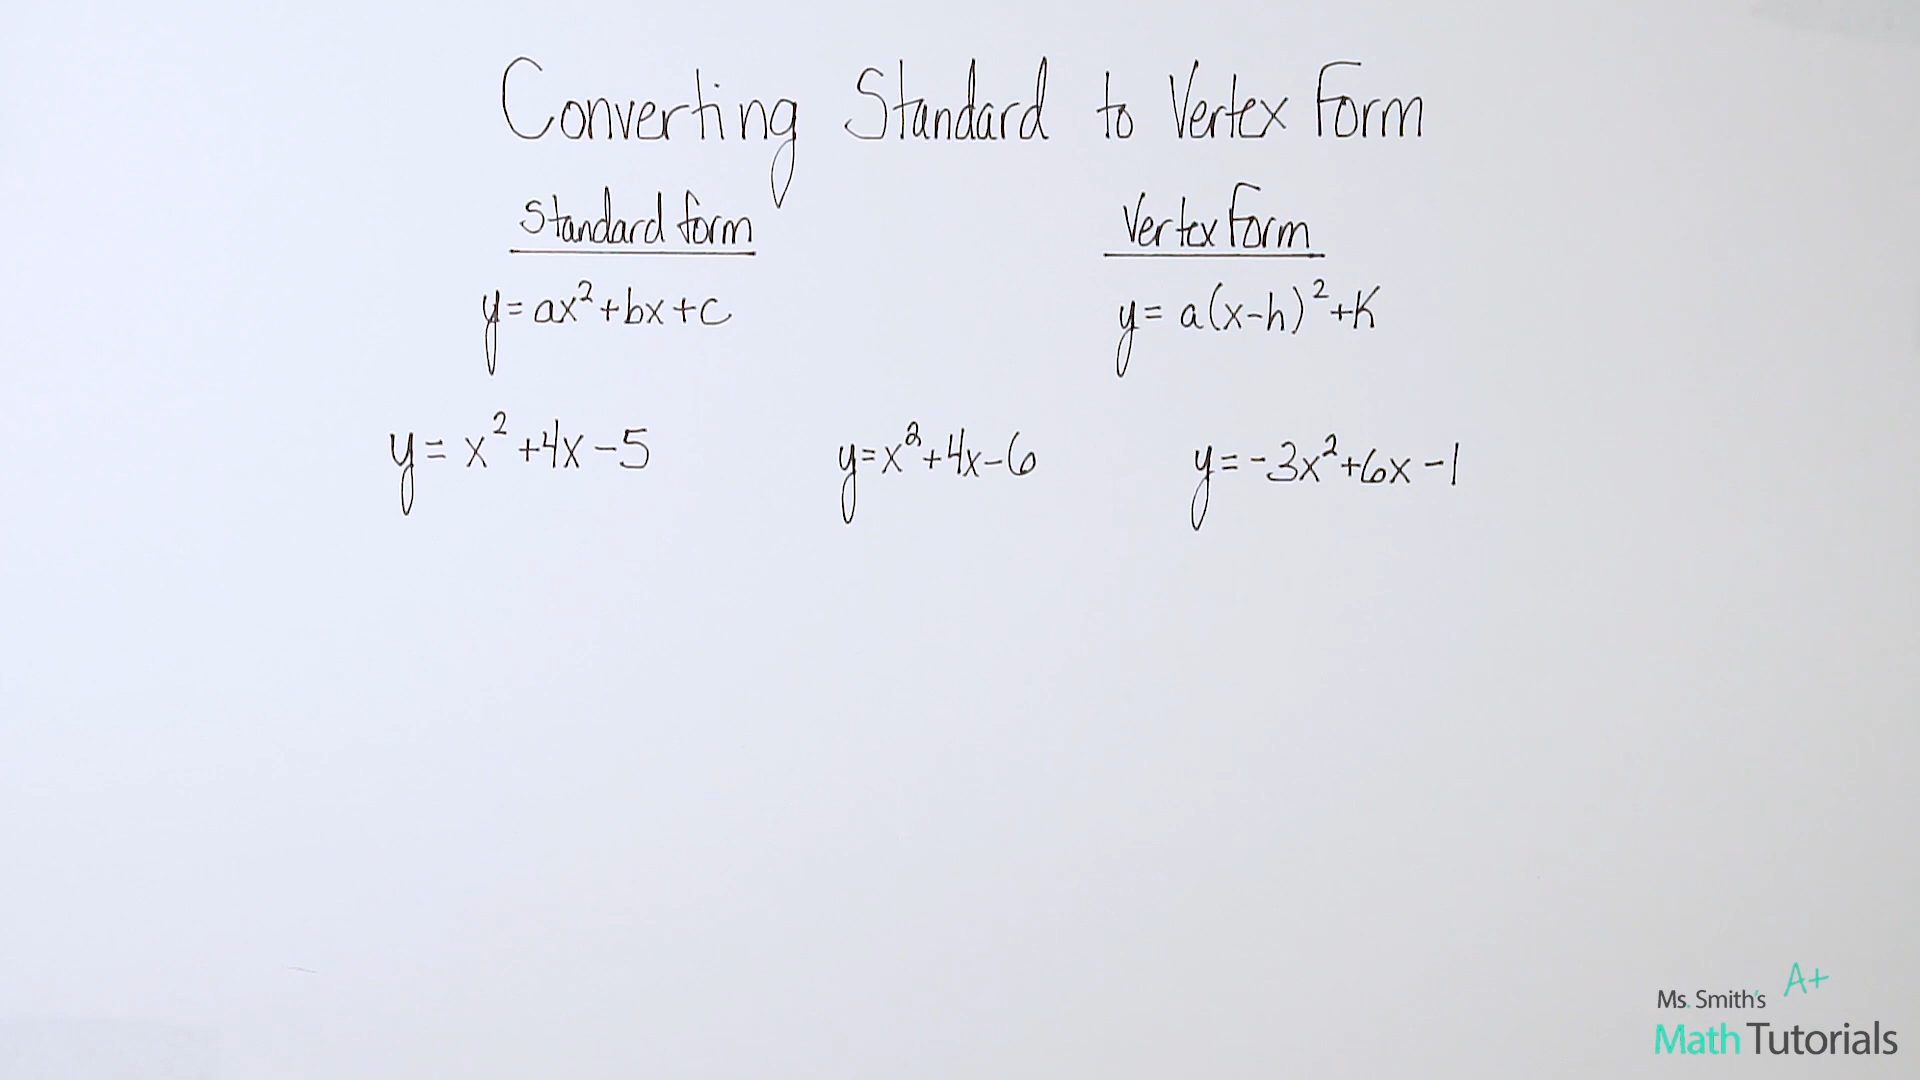 Converting Standard to Vertex Form
Standard form
Vertex Form
y = ax²+bx+c
y = a(x-h)²+K
y = x²+4x-5
y=x²+4x-6
y=-3x²+6x-1
A+
Ms. Smith's
Math Tutorials